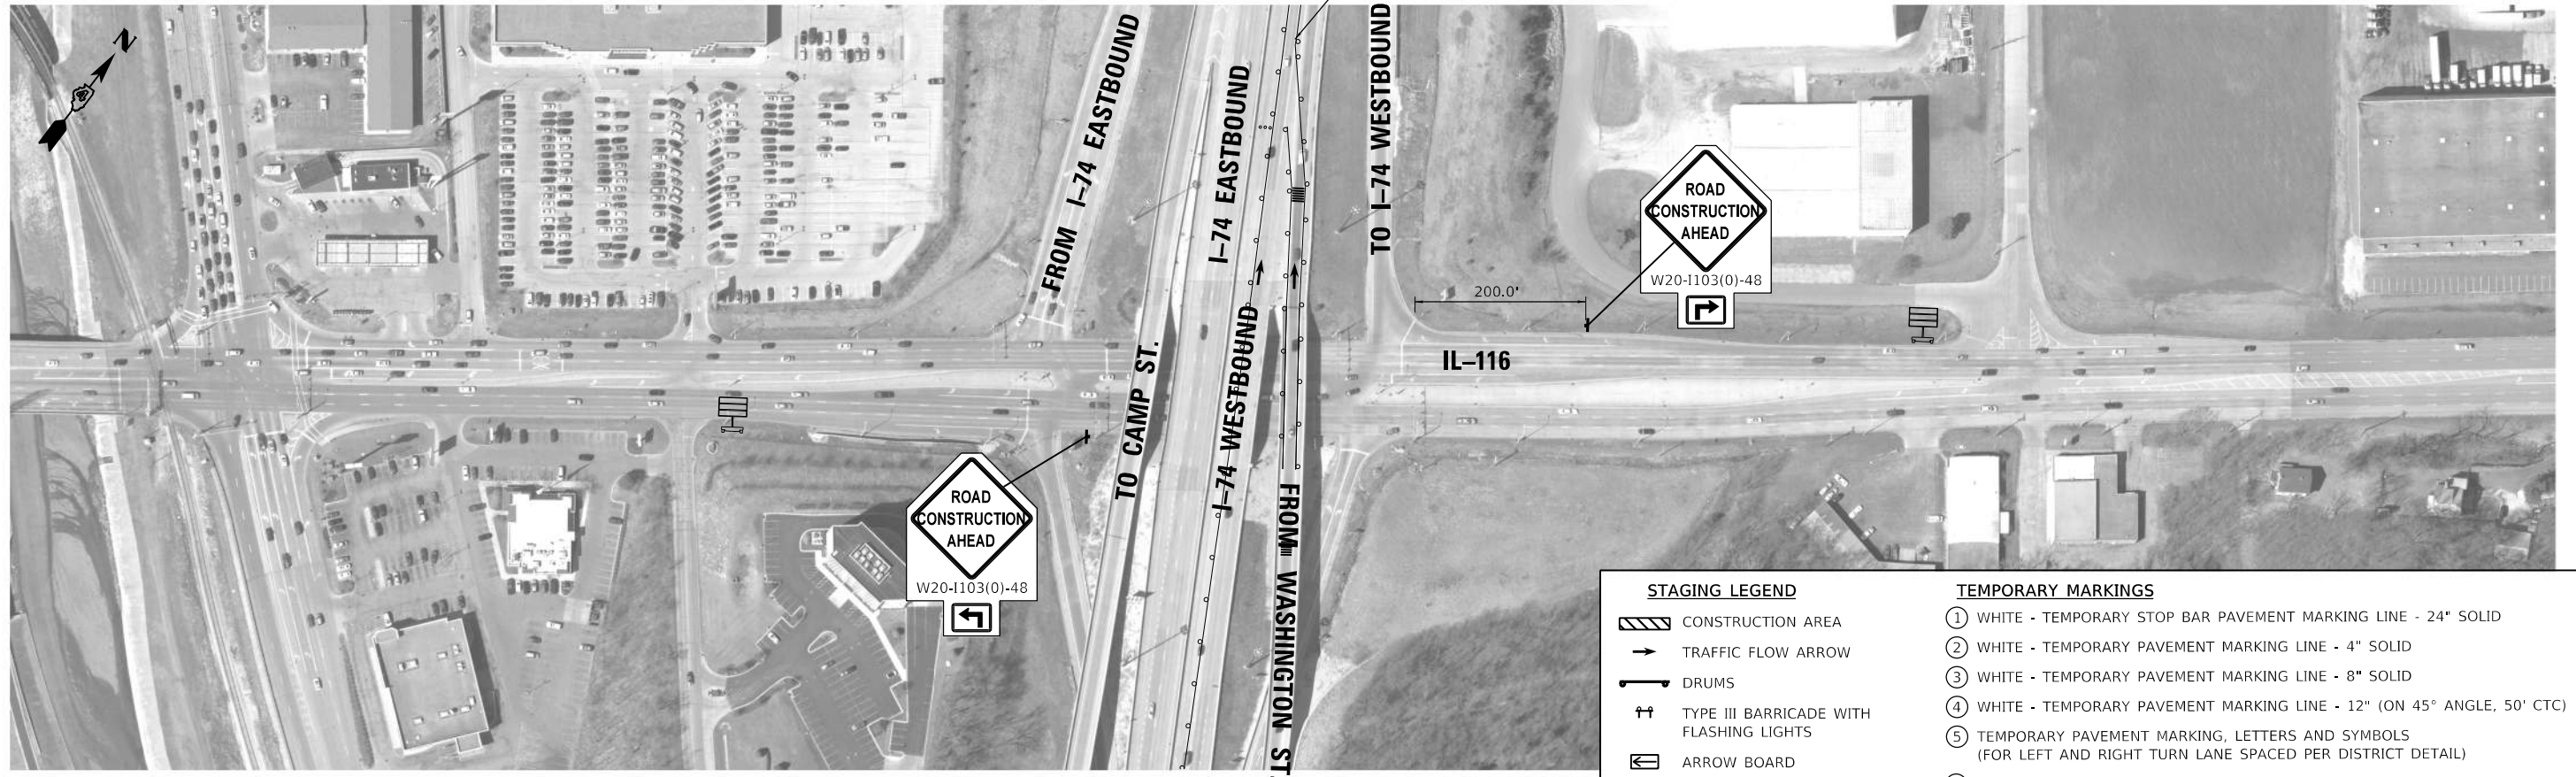 N
FROM I-74 EASTBOUND
I-74 EASTBOUND
TO I-74 WESTBOUND
ROAD
CONSTRUCTION
AHEAD
W20-I103(0)-48
200.0'
IL-116
TO CAMP ST.
I-74 WESTBOUND
FROM WASHINGTON ST.
ROAD
CONSTRUCTION
AHEAD
W20-I103(0)-48
STAGING LEGEND
CONSTRUCTION AREA
TRAFFIC FLOW ARROW
DRUMS
TYPE III BARRICADE WITH
FLASHING LIGHTS
ARROW BOARD
TEMPORARY MARKINGS
1 WHITE - TEMPORARY STOP BAR PAVEMENT MARKING LINE - 24" SOLID
2 WHITE - TEMPORARY PAVEMENT MARKING LINE - 4" SOLID
3 WHITE - TEMPORARY PAVEMENT MARKING LINE - 8" SOLID
4 WHITE - TEMPORARY PAVEMENT MARKING LINE - 12" (ON 45° ANGLE, 50' CTC)
5 TEMPORARY PAVEMENT MARKING, LETTERS AND SYMBOLS
(FOR LEFT AND RIGHT TURN LANE SPACED PER DISTRICT DETAIL)